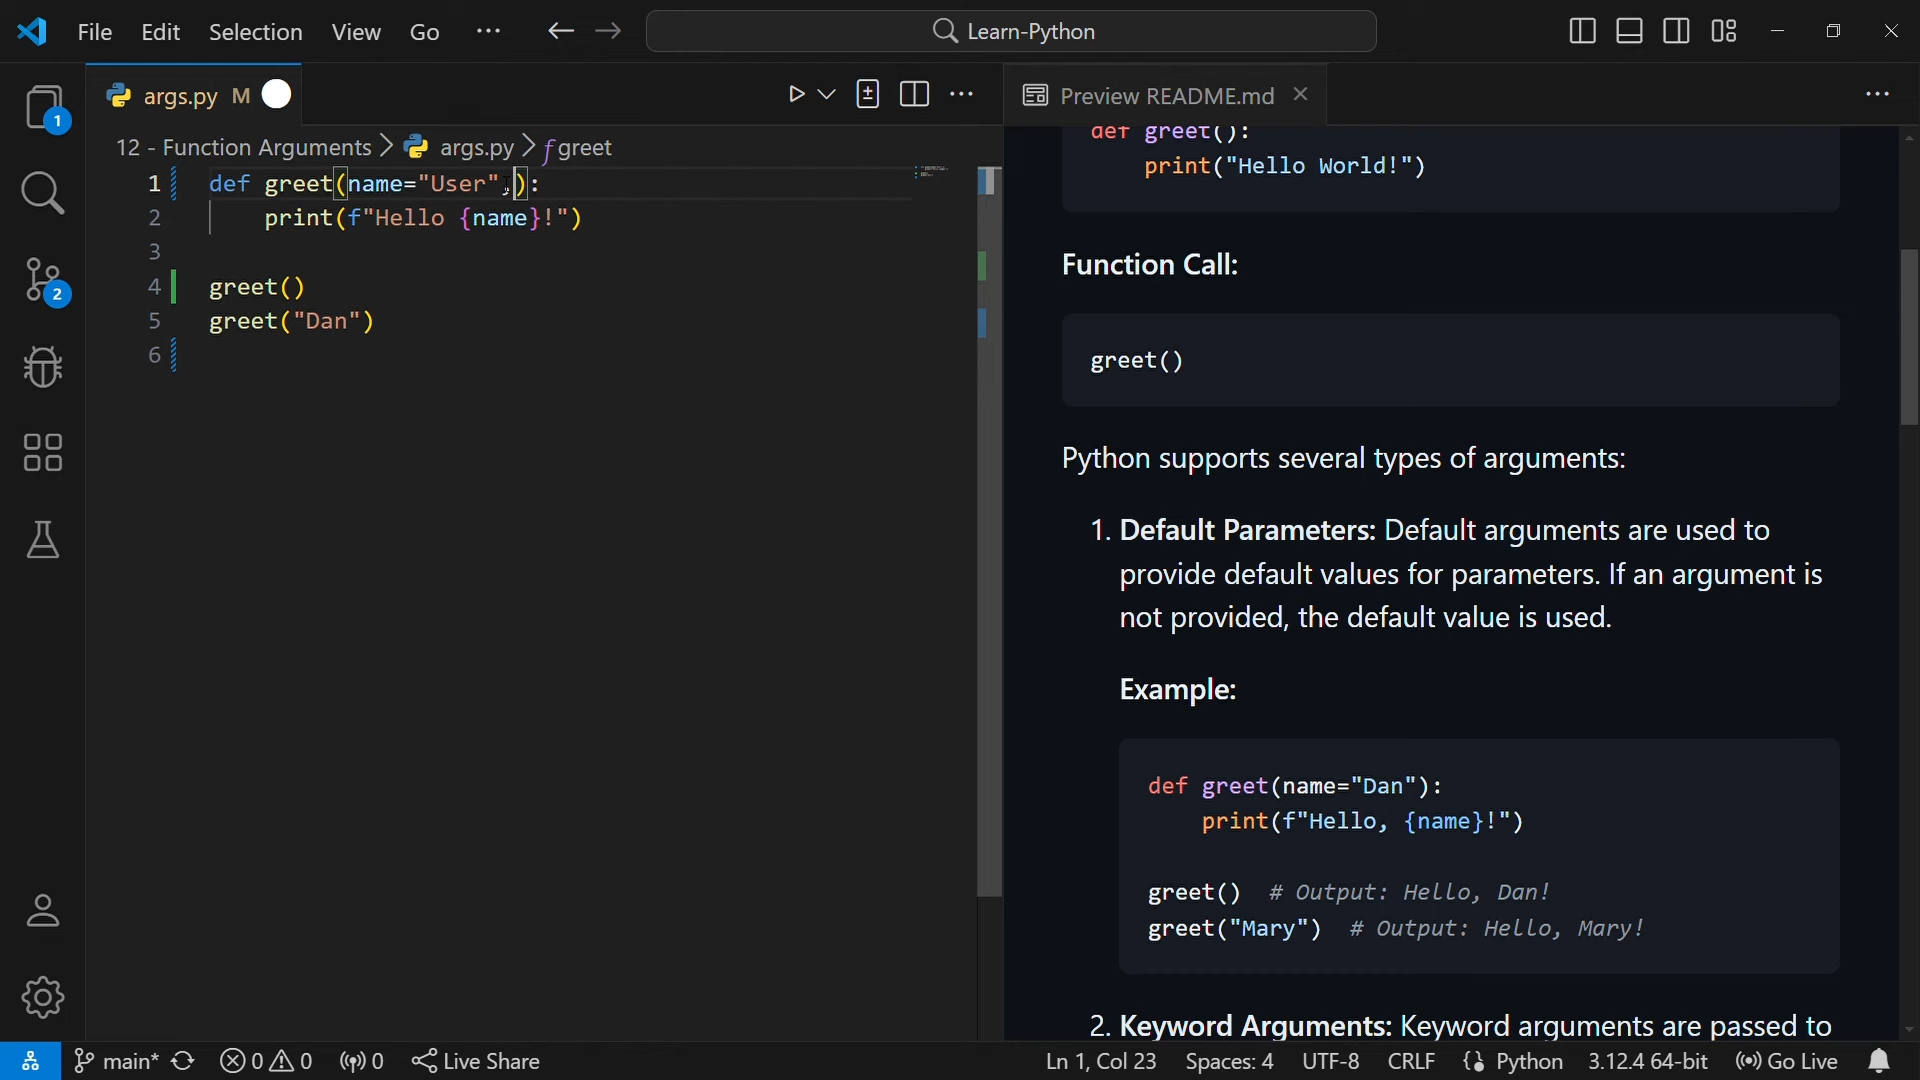 File Edit Selection View Go ··· ← → Learn-Python
1
2
args.py M
12 - Function Arguments > args.py > greet
1 def greet(name="User",):
2 print(f"Hello {name}!")
3
4 greet()
5 greet("Dan")
6
Preview README.md
def greet():
print("Hello World!")
Function Call:
greet()
Python supports several types of arguments:
1. Default Parameters: Default arguments are used to
provide default values for parameters. If an argument is
not provided, the default value is used.
Example:
def greet(name="Dan"):
print(f"Hello, {name}!")
greet() # Output: Hello, Dan!
greet("Mary") # Output: Hello, Mary!
2. Keyword Arguments: Keyword arguments are passed to
main* 0 0 0 Live Share Ln 1, Col 23 Spaces: 4 UTF-8 CRLF {} Python 3.12.4 64-bit Go Live